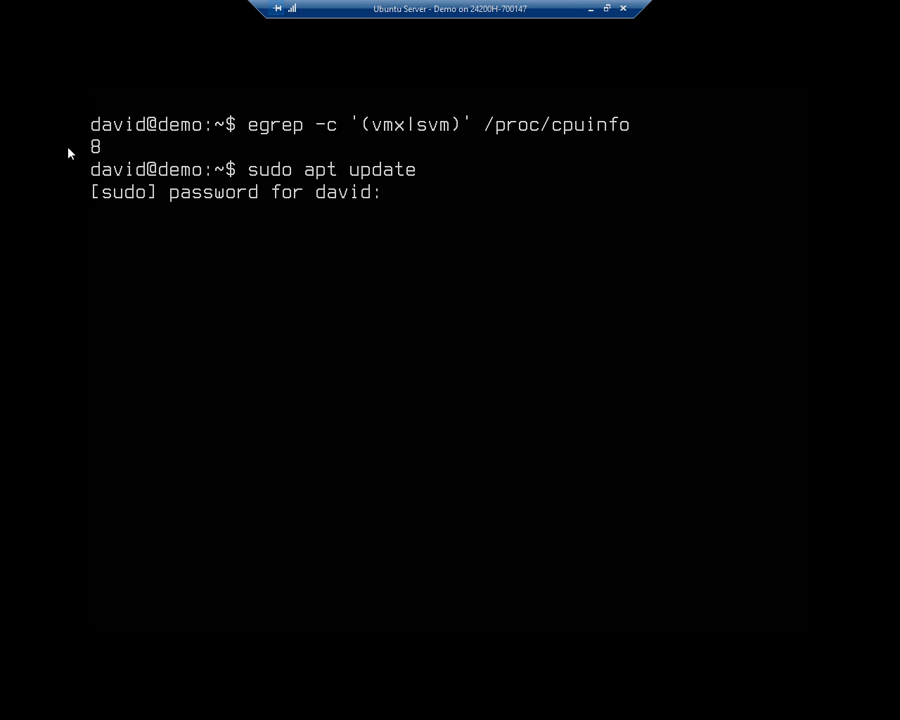 Ubuntu Server - Demo on 24200H-700147
david@demo:~$ egrep -c '(vmx|svm)' /proc/cpuinfo
8
david@demo:~$ sudo apt update
[sudo] password for david: